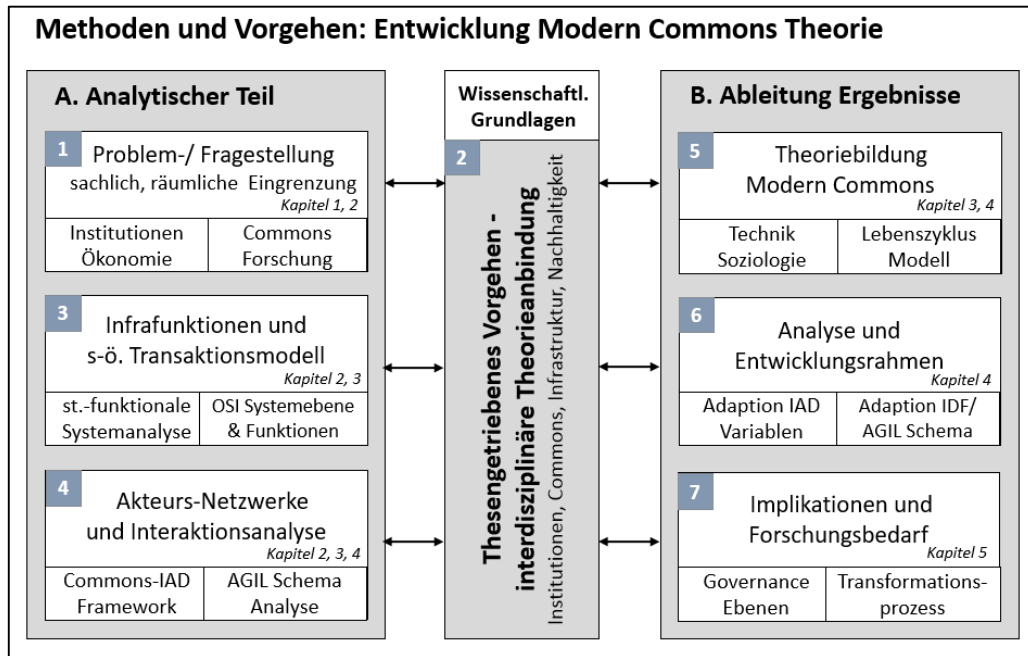 Methoden und Vorgehen: Entwicklung Modern Commons Theorie
A. Analytischer Teil
1
Problem-/ Fragestellung
sachlich, räumliche Eingrenzung
Kapitel 1, 2
Institutionen
Ökonomie
Commons
Forschung
3
Infrafunktionen und
s-ö. Transaktionsmodell
Kapitel 2, 3
st.-funktionale
Systemanalyse
OSI Systemebene
& Funktionen
4
Akteurs-Netzwerke
und Interaktionsanalyse
Kapitel 2, 3, 4
Commons-IAD
Framework
AGIL Schema
Analyse
Wissenschaftl.
Grundlagen
2
Thesengetriebenes Vorgehen -
interdisziplinäre Theorieanbindung
Institutionen, Commons, Infrastruktur, Nachhaltigkeit
B. Ableitung Ergebnisse
5
Theoriebildung
Modern Commons
Kapitel 3, 4
Technik
Soziologie
Lebenszyklus
Modell
6
Analyse und
Entwicklungsrahmen
Kapitel 4
Adaption IAD
Variablen
Adaption IDF/
AGIL Schema
7
Implikationen und
Forschungsbedarf
Kapitel 5
Governance
Ebenen
Transformations-
prozess